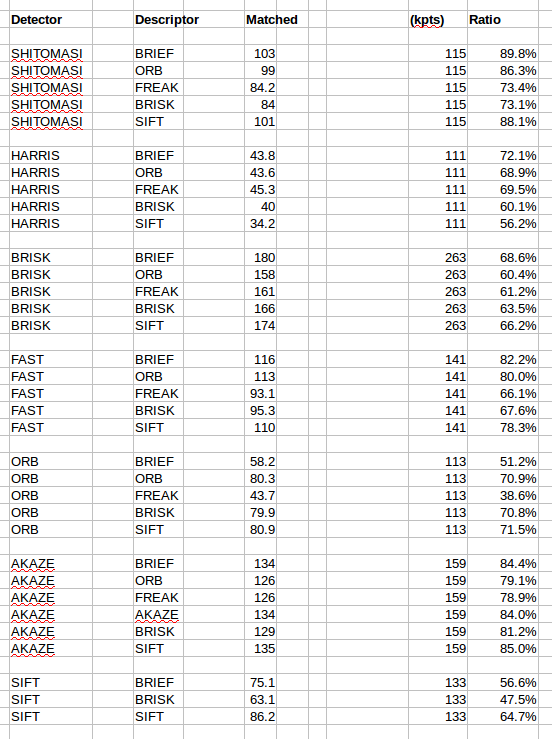 Detector Descriptor Matched (kpts) Ratio
SHITOMASI BRIEF 103 115 89.8%
SHITOMASI ORB 99 115 86.3%
SHITOMASI FREAK 84.2 115 73.4%
SHITOMASI BRISK 84 115 73.1%
SHITOMASI SIFT 101 115 88.1%
HARRIS BRIEF 43.8 111 72.1%
HARRIS ORB 43.6 111 68.9%
HARRIS FREAK 45.3 111 69.5%
HARRIS BRISK 40 111 60.1%
HARRIS SIFT 34.2 111 56.2%
BRISK BRIEF 180 263 68.6%
BRISK ORB 158 263 60.4%
BRISK FREAK 161 263 61.2%
BRISK BRISK 166 263 63.5%
BRISK SIFT 174 263 66.2%
FAST BRIEF 116 141 82.2%
FAST ORB 113 141 80.0%
FAST FREAK 93.1 141 66.1%
FAST BRISK 95.3 141 67.6%
FAST SIFT 110 141 78.3%
ORB BRIEF 58.2 113 51.2%
ORB ORB 80.3 113 70.9%
ORB FREAK 43.7 113 38.6%
ORB BRISK 79.9 113 70.8%
ORB SIFT 80.9 113 71.5%
AKAZE BRIEF 134 159 84.4%
AKAZE ORB 126 159 79.1%
AKAZE FREAK 126 159 78.9%
AKAZE AKAZE 134 159 84.0%
AKAZE BRISK 129 159 81.2%
AKAZE SIFT 135 159 85.0%
SIFT BRIEF 75.1 133 56.6%
SIFT BRISK 63.1 133 47.5%
SIFT SIFT 86.2 133 64.7%